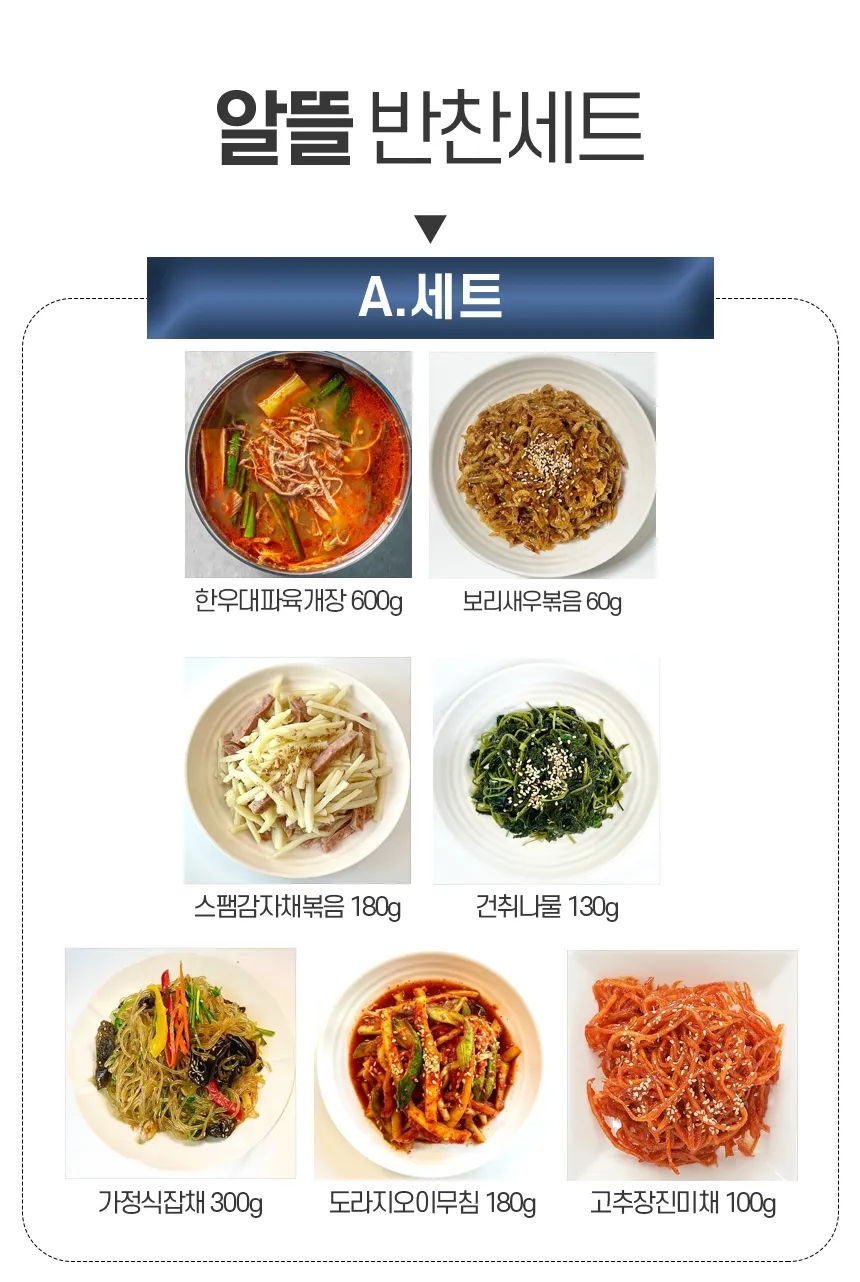 알뜰 반찬세트
▼
A.세트
한우대파육개장 600g
보리새우볶음 60g
스팸감자채볶음 180g
건취나물 130g
가정식잡채 300g
도라지오이무침 180g
고추장진미채 100g